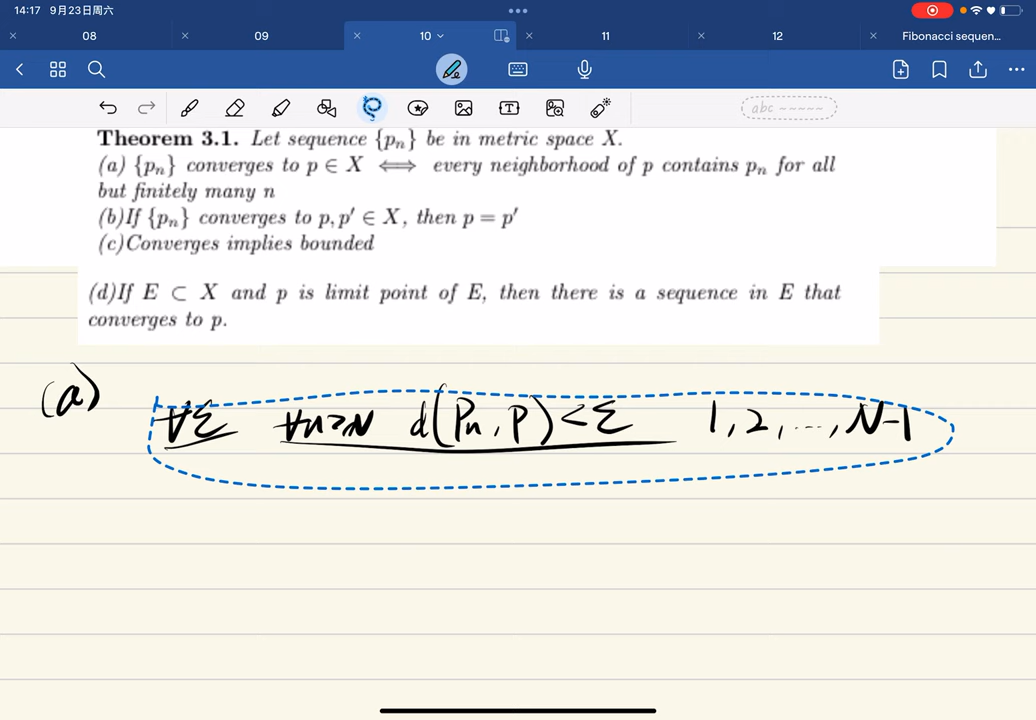 14:17 9月23日周六
08 09 10 11 12 Fibonacci sequen...
abc
Theorem 3.1. Let sequence {pₙ} be in metric space X.
(a) {pₙ} converges to p ∈ X ⟺ every neighborhood of p contains pₙ for all
but finitely many n
(b)If {pₙ} converges to p, p′ ∈ X, then p = p′
(c)Converges implies bounded
(d)If E ⊂ X and p is limit point of E, then there is a sequence in E that
converges to p.
(a) ∀ε ∀n≥N d(Pₙ, P)<ε 1, 2, ..., N-1